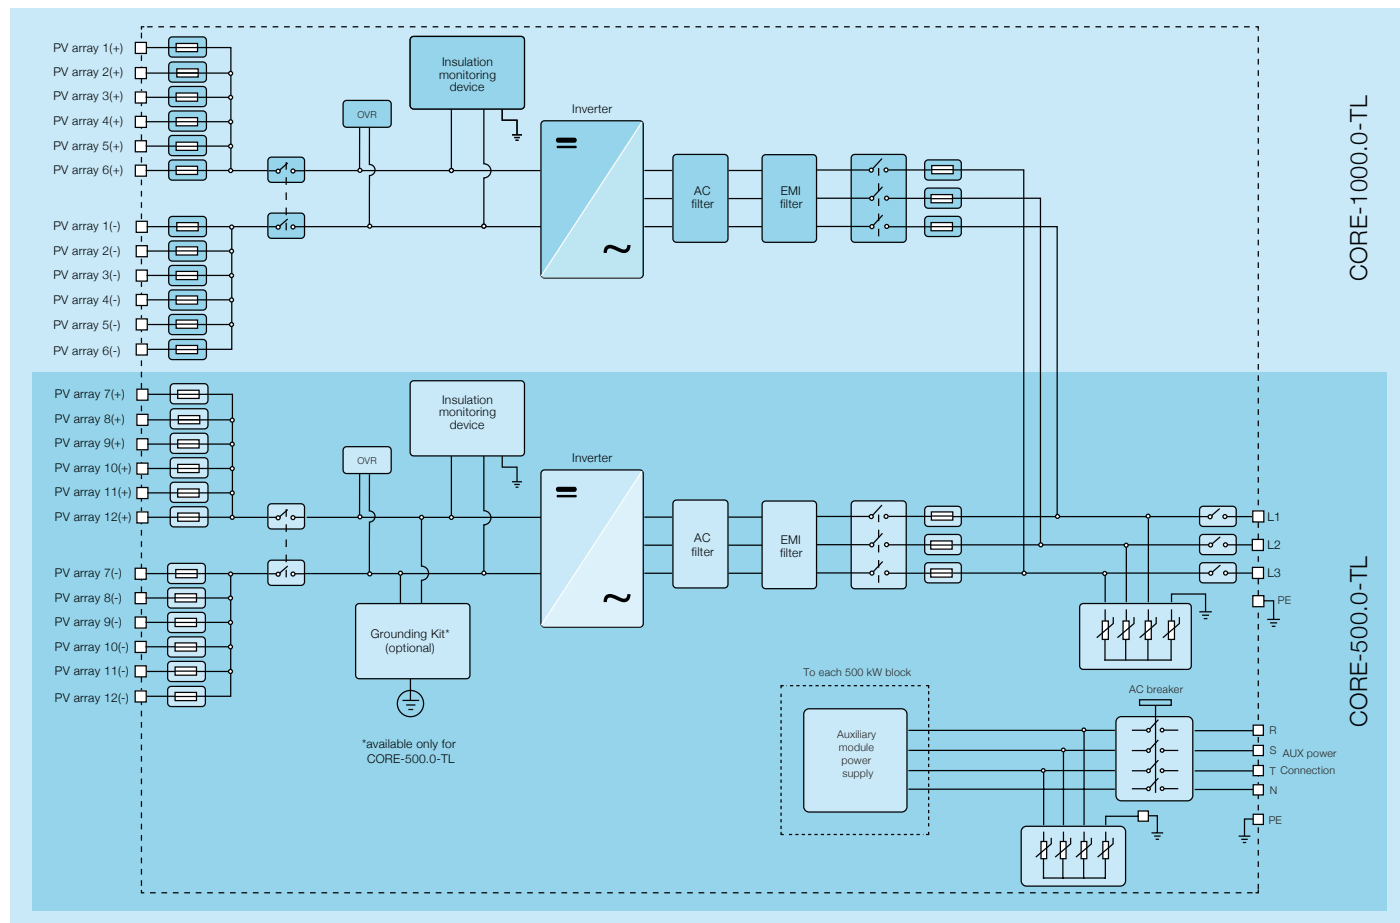 PV array 1(+)
PV array 2(+)
PV array 3(+)
PV array 4(+)
PV array 5(+)
PV array 6(+)
PV array 1(-)
PV array 2(-)
PV array 3(-)
PV array 4(-)
PV array 5(-)
PV array 6(-)
OVR
Insulation
monitoring
device
Inverter
AC
filter
EMI
filter
CORE-1000.0-TL
PV array 7(+)
PV array 8(+)
PV array 9(+)
PV array 10(+)
PV array 11(+)
PV array 12(+)
PV array 7(-)
PV array 8(-)
PV array 9(-)
PV array 10(-)
PV array 11(-)
PV array 12(-)
OVR
Insulation
monitoring
device
Grounding Kit*
(optional)
*available only for
CORE-500.0-TL
Inverter
AC
filter
EMI
filter
L1
L2
L3
PE
CORE-500.0-TL
To each 500 kW block
Auxiliary
module
power
supply
AC breaker
R
S AUX power
T Connection
N
PE